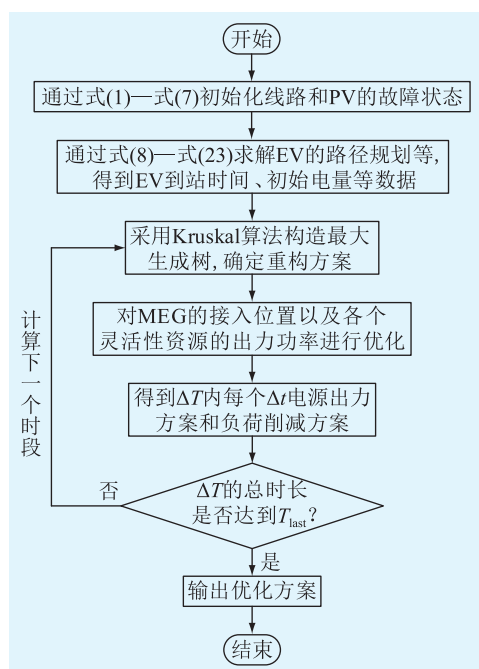 开始
通过式(1)—式(7)初始化线路和PV的故障状态
通过式(8)—式(23)求解EV的路径规划等,
得到EV到站时间、初始电量等数据
采用Kruskal算法构造最大
生成树,确定重构方案
对MEG的接入位置以及各个
灵活性资源的出力功率进行优化
得到ΔT内每个Δt电源出力
方案和负荷削减方案
ΔT的总时长
是否达到Tlast?
否
计算下一个时段
是
输出优化方案
结束